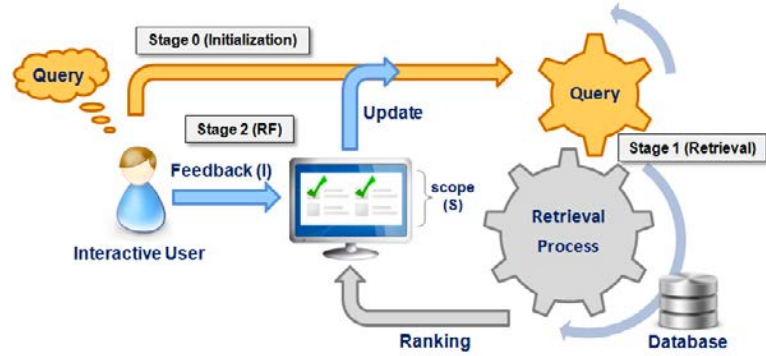 Stage 0 (Initialization)
Query
Query
Update
Stage 2 (RF)
Stage 1 (Retrieval)
Feedback (I)
scope
(S)
Retrieval
Process
Interactive User
Ranking
Database